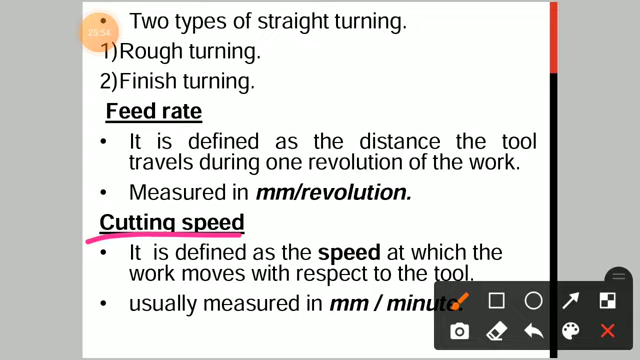 • Two types of straight turning.
25:54
1)Rough turning.
2)Finish turning.
Feed rate
• It is defined as the distance the tool
travels during one revolution of the work.
• Measured in mm/revolution.
Cutting speed
• It is defined as the speed at which the
work moves with respect to the tool.
• usually measured in mm / minute.